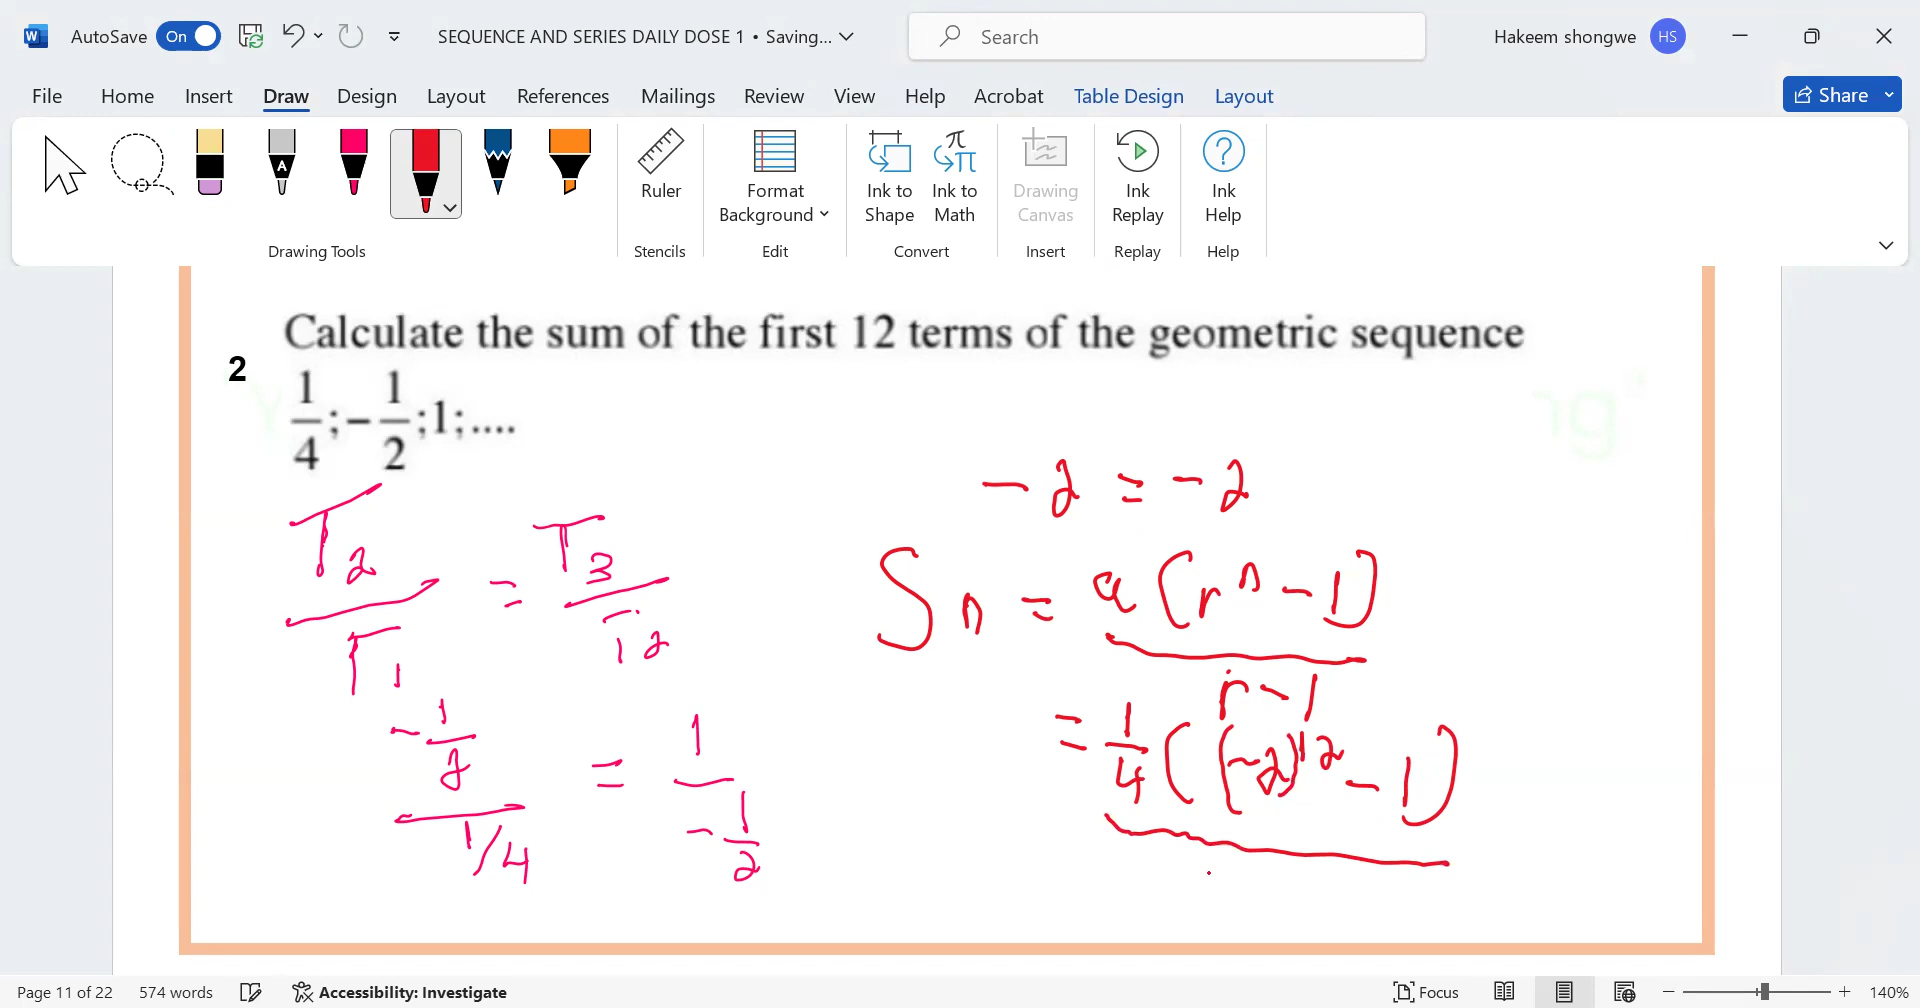 AutoSave On SEQUENCE AND SERIES DAILY DOSE 1 • Saving... Search Hakeem shongwe HS
File Home Insert Draw Design Layout References Mailings Review View Help Acrobat Table Design Layout Share
A
Ruler Format Background Ink to Shape Ink to Math Drawing Canvas Ink Replay Ink Help
Drawing Tools Stencils Edit Convert Insert Replay Help
Calculate the sum of the first 12 terms of the geometric sequence
2
1/4;-1/2;1;....
T2/T1 = T3/T2
-1/2 / 1/4 = 1 / -1/2
-2 = -2
Sn = a(r^n - 1) / r - 1
= 1/4((-2)^12 - 1)
Page 11 of 22 574 words Accessibility: Investigate Focus 140%